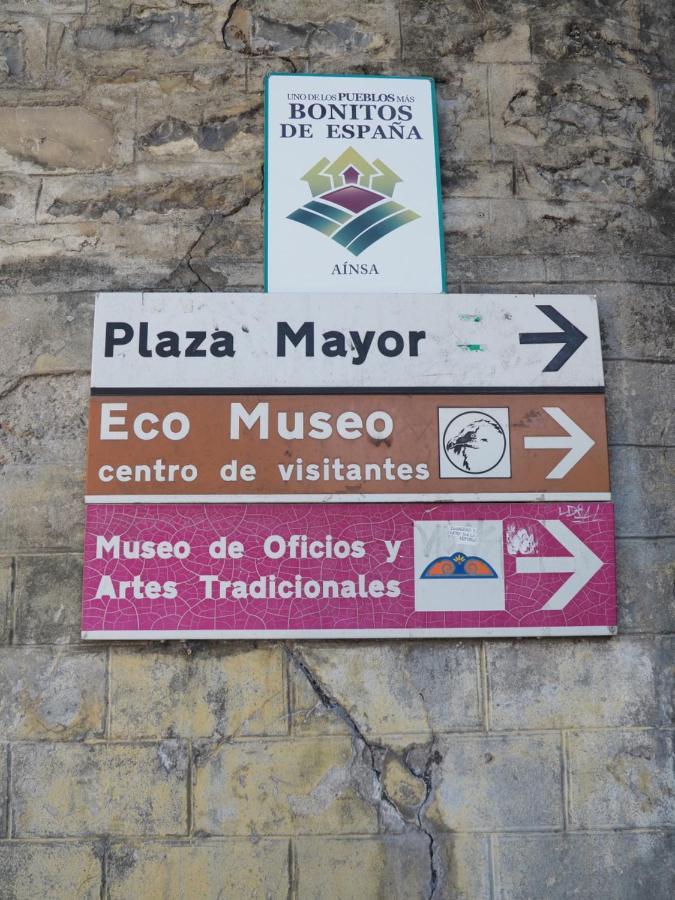 UNO DE LOS PUEBLOS MÁS
BONITOS
DE ESPAÑA
AÍNSA
Plaza Mayor
Eco Museo
centro de visitantes
Museo de Oficios y
Artes Tradicionales